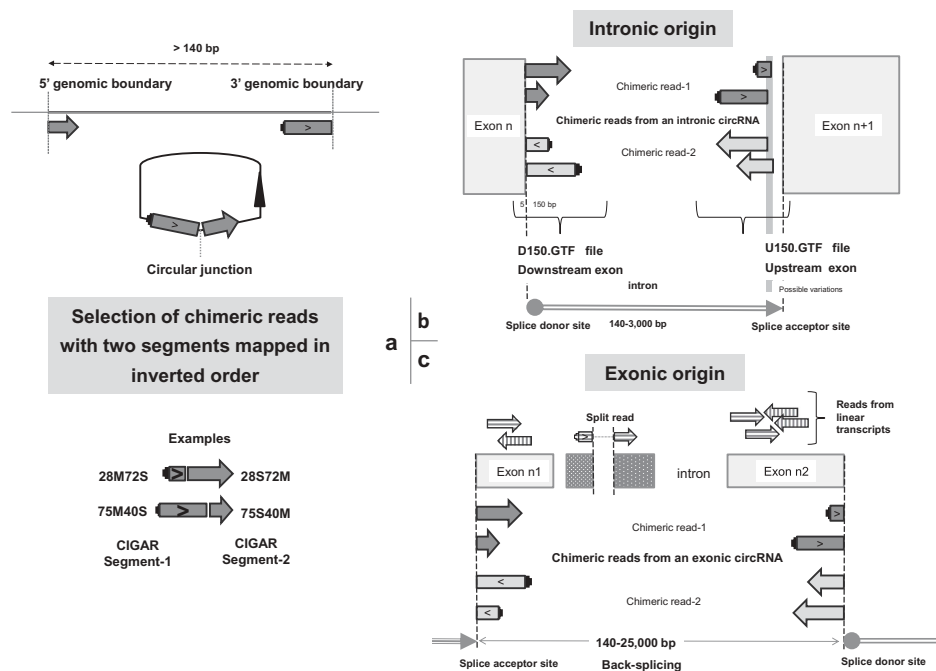 > 140 bp
5' genomic boundary
3' genomic boundary
>
>
Circular junction
Selection of chimeric reads
with two segments mapped in
inverted order
a
b
c
Examples
28M72S
>
28S72M
75M40S
>
75S40M
CIGAR
Segment-1
CIGAR
Segment-2
Intronic origin
Exon n
Chimeric read-1
>
>
Chimeric reads from an intronic circRNA
Chimeric read-2
<
<
Exon n+1
5 150 bp
D150.GTF file
Downstream exon
U150.GTF file
Upstream exon
intron
Possible variations
140-3,000 bp
Splice donor site
Splice acceptor site
Exonic origin
Split read
>
Reads from
linear
transcripts
Exon n1
intron
Exon n2
Chimeric read-1
>
>
Chimeric reads from an exonic circRNA
Chimeric read-2
<
<
140-25,000 bp
Splice acceptor site
Back-splicing
Splice donor site